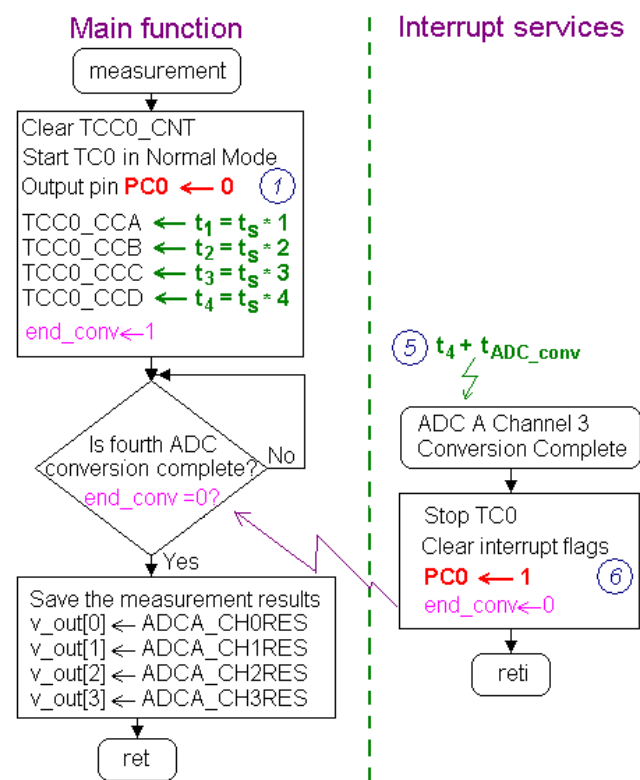 Main function
measurement
Clear TCC0_CNT
Start TC0 in Normal Mode
Output pin PC0 ← 0 1
TCC0_CCA ← t1 = ts * 1
TCC0_CCB ← t2 = ts * 2
TCC0_CCC ← t3 = ts * 3
TCC0_CCD ← t4 = ts * 4
end_conv←1
Is fourth ADC
conversion complete?
end_conv =0?
No
Yes
Save the measurement results
v_out[0] ← ADCA_CH0RES
v_out[1] ← ADCA_CH1RES
v_out[2] ← ADCA_CH2RES
v_out[3] ← ADCA_CH3RES
ret
Interrupt services
5 t4 + tADC_conv
ADC A Channel 3
Conversion Complete
Stop TC0
Clear interrupt flags
PC0 ← 1 6
end_conv←0
reti